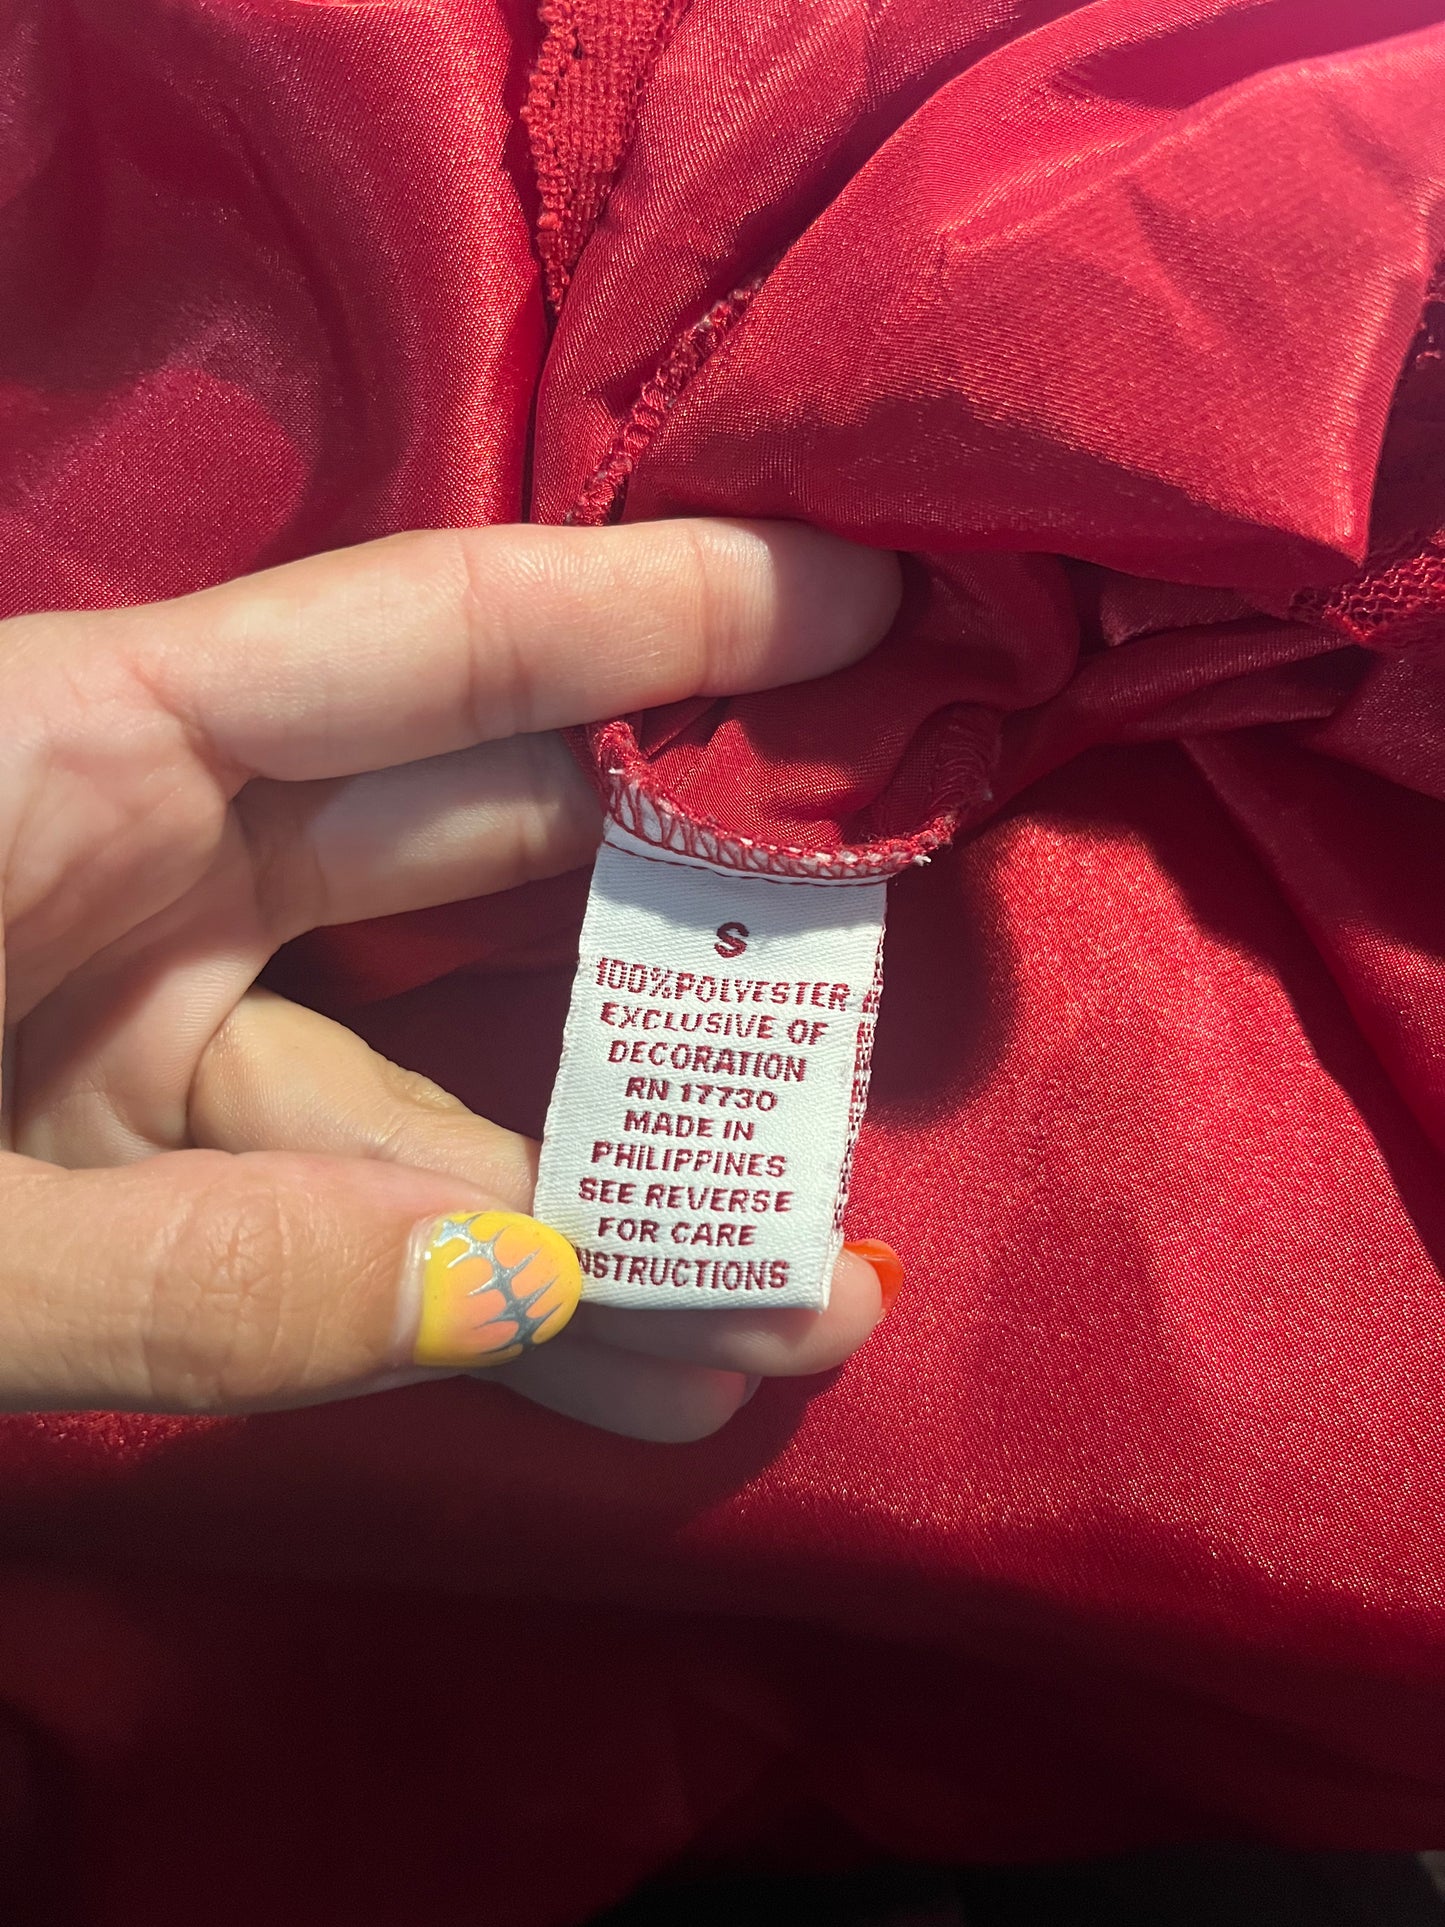 S
100% POLYESTER
EXCLUSIVE OF
DECORATION
RN 17730
MADE IN
PHILIPPINES
SEE REVERSE
FOR CARE
INSTRUCTIONS